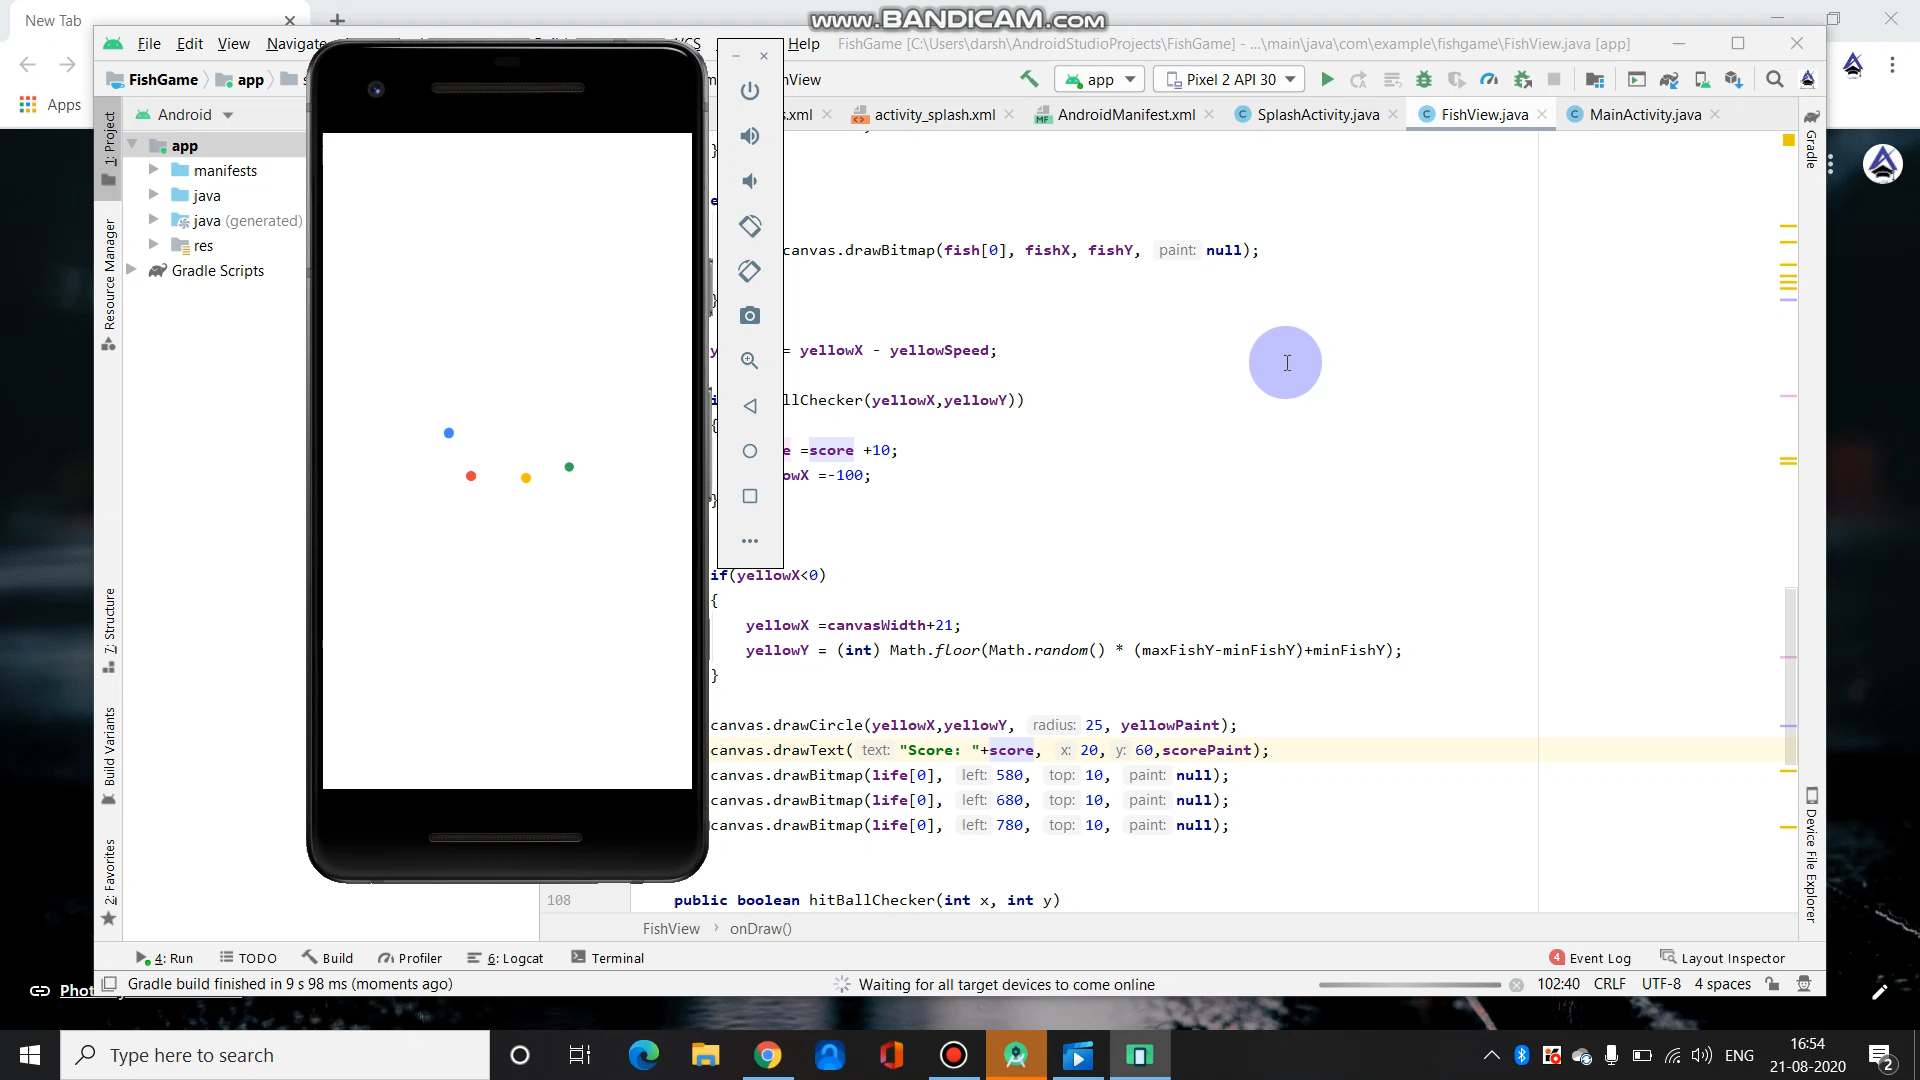 New Tab
www.BANDICAM.com
File Edit View Navigate VCS Help FishGame [C:\Users\darsh\AndroidStudioProjects\FishGame] - ...\main\java\com\example\fishgame\FishView.java [app]
FishGame app app Pixel 2 API 30
Apps
Android
s.xml activity_splash.xml AndroidManifest.xml SplashActivity.java FishView.java MainActivity.java
1: Project
Resource Manager
7: Structure
Build Variants
2: Favorites
app
manifests
java
java (generated)
res
Gradle Scripts
Gradle
Device File Explorer
}
canvas.drawBitmap(fish[0], fishX, fishY, paint: null);
}
= yellowX - yellowSpeed;
llChecker(yellowX,yellowY))
{
=score +10;
owX =-100;
}
if(yellowX<0)
{
yellowX =canvasWidth+21;
yellowY = (int) Math.floor(Math.random() * (maxFishY-minFishY)+minFishY);
}
canvas.drawCircle(yellowX,yellowY, radius: 25, yellowPaint);
canvas.drawText( text: "Score: "+score, x: 20, y: 60,scorePaint);
canvas.drawBitmap(life[0], left: 580, top: 10, paint: null);
canvas.drawBitmap(life[0], left: 680, top: 10, paint: null);
canvas.drawBitmap(life[0], left: 780, top: 10, paint: null);
108 public boolean hitBallChecker(int x, int y)
FishView › onDraw()
4: Run TODO Build Profiler 6: Logcat Terminal 4 Event Log Layout Inspector
Gradle build finished in 9 s 98 ms (moments ago) Waiting for all target devices to come online 102:40 CRLF UTF-8 4 spaces
Type here to search
ENG
16:54
21-08-2020
2